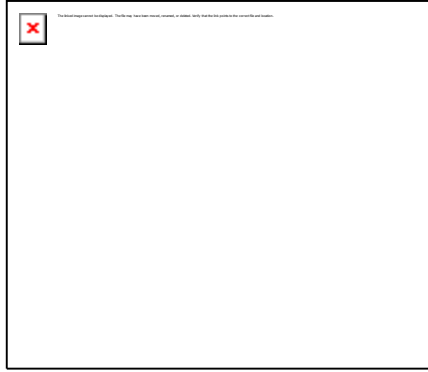 The linked image cannot be displayed. The file may have been moved, renamed, or deleted. Verify that the link points to the correct file and location.